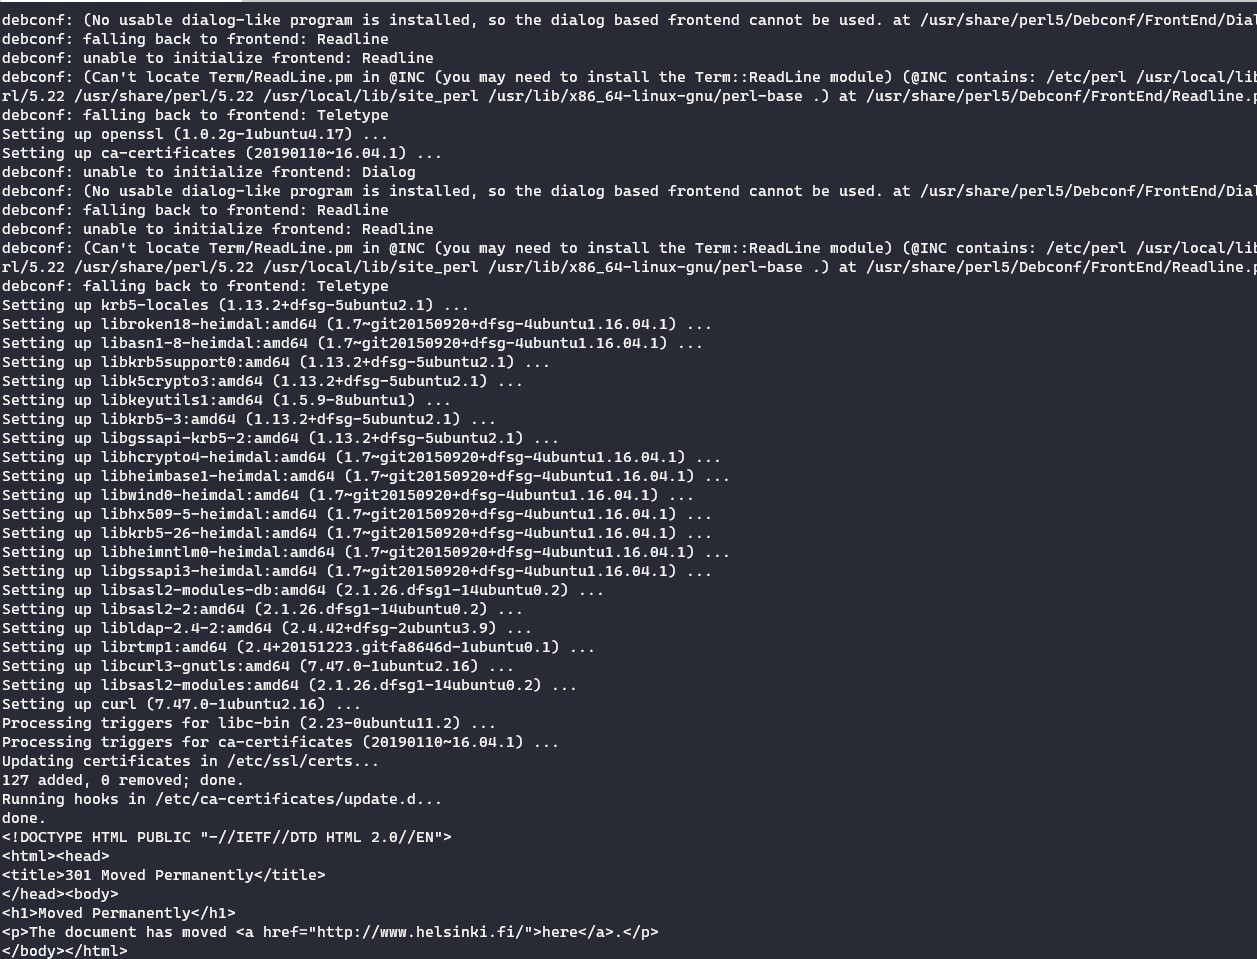 debconf: (No usable dialog-like program is installed, so the dialog based frontend cannot be used. at /usr/share/perl5/Debconf/FrontEnd/Dial
debconf: falling back to frontend: Readline
debconf: unable to initialize frontend: Readline
debconf: (Can't locate Term/ReadLine.pm in @INC (you may need to install the Term::ReadLine module) (@INC contains: /etc/perl /usr/local/lib
rl/5.22 /usr/share/perl/5.22 /usr/local/lib/site_perl /usr/lib/x86_64-linux-gnu/perl-base .) at /usr/share/perl5/Debconf/FrontEnd/Readline.p
debconf: falling back to frontend: Teletype
Setting up openssl (1.0.2g-1ubuntu4.17) ...
Setting up ca-certificates (20190110~16.04.1) ...
debconf: unable to initialize frontend: Dialog
debconf: (No usable dialog-like program is installed, so the dialog based frontend cannot be used. at /usr/share/perl5/Debconf/FrontEnd/Dial
debconf: falling back to frontend: Readline
debconf: unable to initialize frontend: Readline
debconf: (Can't locate Term/ReadLine.pm in @INC (you may need to install the Term::ReadLine module) (@INC contains: /etc/perl /usr/local/lib
rl/5.22 /usr/share/perl/5.22 /usr/local/lib/site_perl /usr/lib/x86_64-linux-gnu/perl-base .) at /usr/share/perl5/Debconf/FrontEnd/Readline.p
debconf: falling back to frontend: Teletype
Setting up krb5-locales (1.13.2+dfsg-5ubuntu2.1) ...
Setting up libroken18-heimdal:amd64 (1.7~git20150920+dfsg-4ubuntu1.16.04.1) ...
Setting up libasn1-8-heimdal:amd64 (1.7~git20150920+dfsg-4ubuntu1.16.04.1) ...
Setting up libkrb5support0:amd64 (1.13.2+dfsg-5ubuntu2.1) ...
Setting up libk5crypto3:amd64 (1.13.2+dfsg-5ubuntu2.1) ...
Setting up libkeyutils1:amd64 (1.5.9-8ubuntu1) ...
Setting up libkrb5-3:amd64 (1.13.2+dfsg-5ubuntu2.1) ...
Setting up libgssapi-krb5-2:amd64 (1.13.2+dfsg-5ubuntu2.1) ...
Setting up libhcrypto4-heimdal:amd64 (1.7~git20150920+dfsg-4ubuntu1.16.04.1) ...
Setting up libheimbase1-heimdal:amd64 (1.7~git20150920+dfsg-4ubuntu1.16.04.1) ...
Setting up libwind0-heimdal:amd64 (1.7~git20150920+dfsg-4ubuntu1.16.04.1) ...
Setting up libhx509-5-heimdal:amd64 (1.7~git20150920+dfsg-4ubuntu1.16.04.1) ...
Setting up libkrb5-26-heimdal:amd64 (1.7~git20150920+dfsg-4ubuntu1.16.04.1) ...
Setting up libheimntlm0-heimdal:amd64 (1.7~git20150920+dfsg-4ubuntu1.16.04.1) ...
Setting up libgssapi3-heimdal:amd64 (1.7~git20150920+dfsg-4ubuntu1.16.04.1) ...
Setting up libsasl2-modules-db:amd64 (2.1.26.dfsg1-14ubuntu0.2) ...
Setting up libsasl2-2:amd64 (2.1.26.dfsg1-14ubuntu0.2) ...
Setting up libldap-2.4-2:amd64 (2.4.42+dfsg-2ubuntu3.9) ...
Setting up librtmp1:amd64 (2.4+20151223.gitfa8646d-1ubuntu0.1) ...
Setting up libcurl3-gnutls:amd64 (7.47.0-1ubuntu2.16) ...
Setting up libsasl2-modules:amd64 (2.1.26.dfsg1-14ubuntu0.2) ...
Setting up curl (7.47.0-1ubuntu2.16) ...
Processing triggers for libc-bin (2.23-0ubuntu11.2) ...
Processing triggers for ca-certificates (20190110~16.04.1) ...
Updating certificates in /etc/ssl/certs...
127 added, 0 removed; done.
Running hooks in /etc/ca-certificates/update.d...
done.
<!DOCTYPE HTML PUBLIC "-//IETF//DTD HTML 2.0//EN">
<html><head>
<title>301 Moved Permanently</title>
</head><body>
<h1>Moved Permanently</h1>
<p>The document has moved <a href="http://www.helsinki.fi/">here</a>.</p>
</body></html>